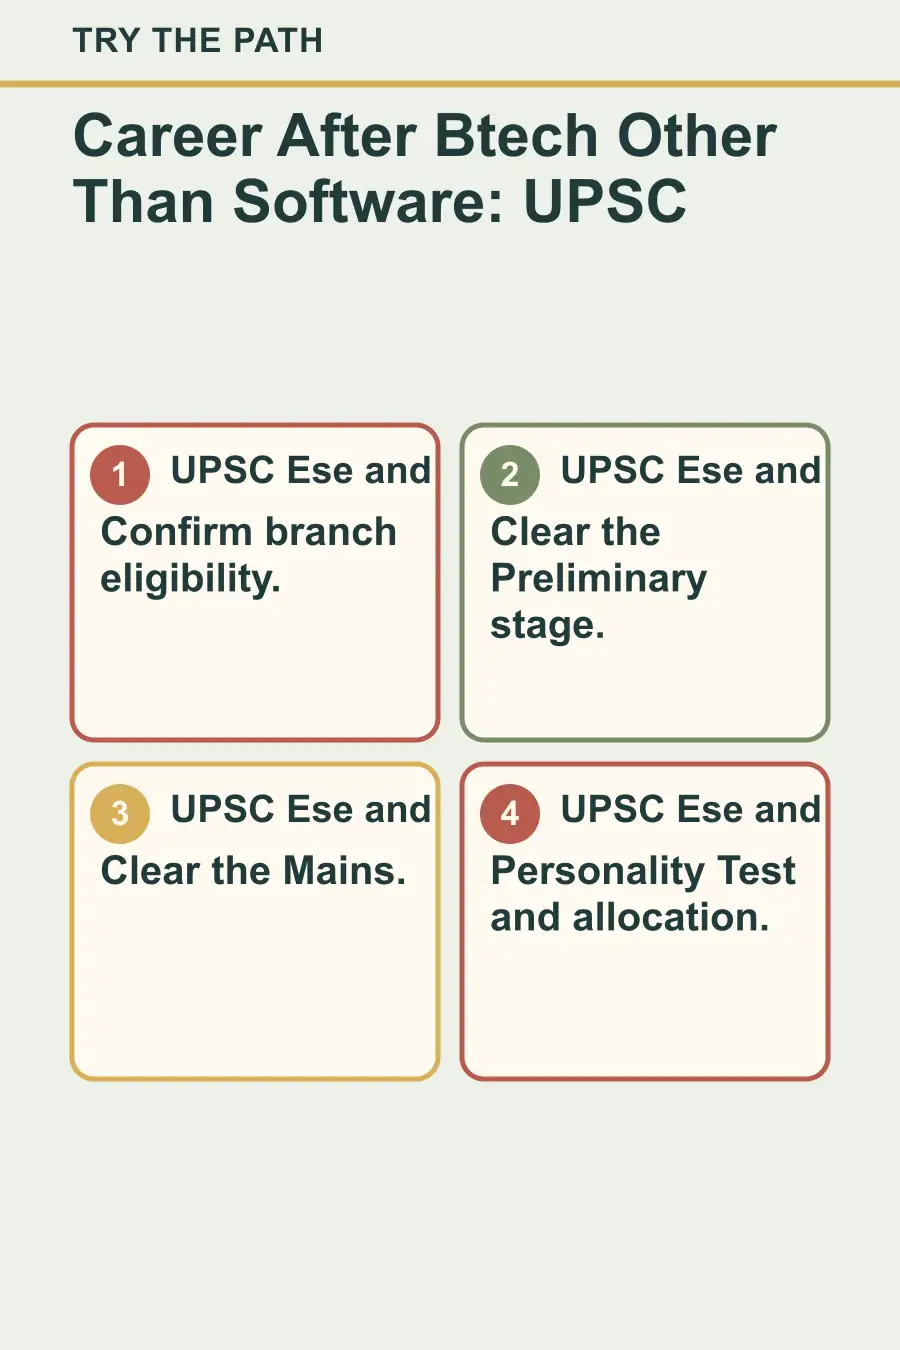 TRY THE PATH
Career After Btech Other
Than Software: UPSC
1 UPSC Ese and
Confirm branch
eligibility.
2 UPSC Ese and
Clear the
Preliminary
stage.
3 UPSC Ese and
Clear the Mains.
4 UPSC Ese and
Personality Test
and allocation.